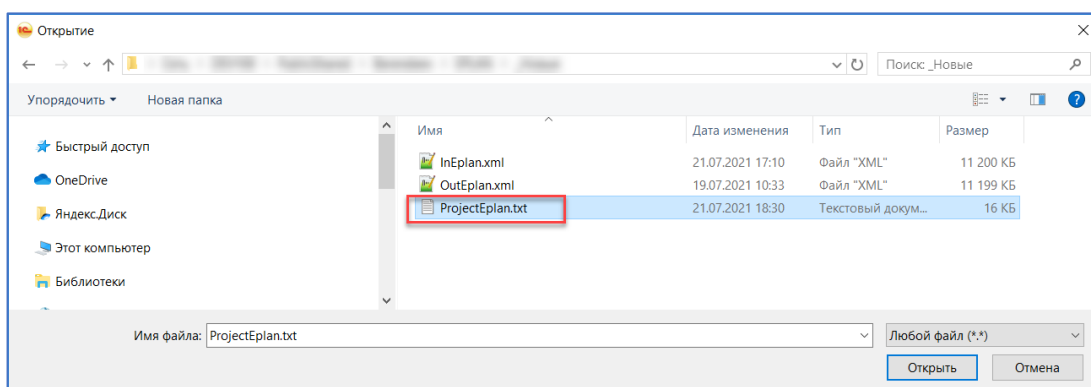 1С Открытие
Поиск: _Новые
Упорядочить Новая папка
Имя Дата изменения Тип Размер
Быстрый доступ
OneDrive
Яндекс.Диск
Этот компьютер
Библиотеки
InEplan.xml 21.07.2021 17:10 Файл "XML" 11 200 КБ
OutEplan.xml 19.07.2021 10:33 Файл "XML" 11 199 КБ
ProjectEplan.txt 21.07.2021 18:30 Текстовый докум... 16 КБ
Имя файла: ProjectEplan.txt Любой файл (*.*)
Открыть Отмена